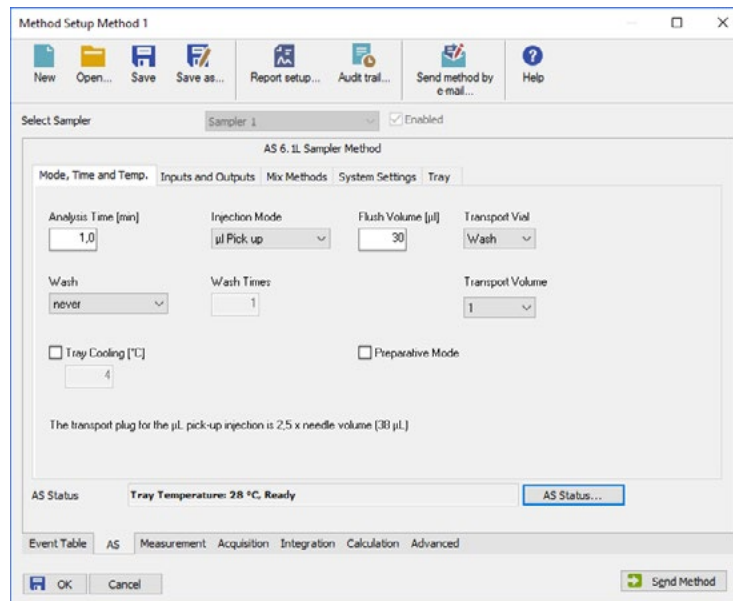 Method Setup Method 1
New Open... Save Save as... Report setup... Audit trail... Send method by e-mail... Help
Select Sampler Sampler 1 Enabled
AS 6.1L Sampler Method
Mode, Time and Temp. Inputs and Outputs Mix Methods System Settings Tray
Analysis Time [min] Injection Mode Flush Volume [µl] Transport Vial
1,0 µl Pick up 30 Wash
Wash Wash Times Transport Volume
never 1 1
Tray Cooling [°C] Preparative Mode
4
The transport plug for the µL pick-up injection is 2,5 x needle volume (38 µL)
AS Status Tray Temperature: 28 °C, Ready AS Status...
Event Table AS Measurement Acquisition Integration Calculation Advanced
OK Cancel Send Method